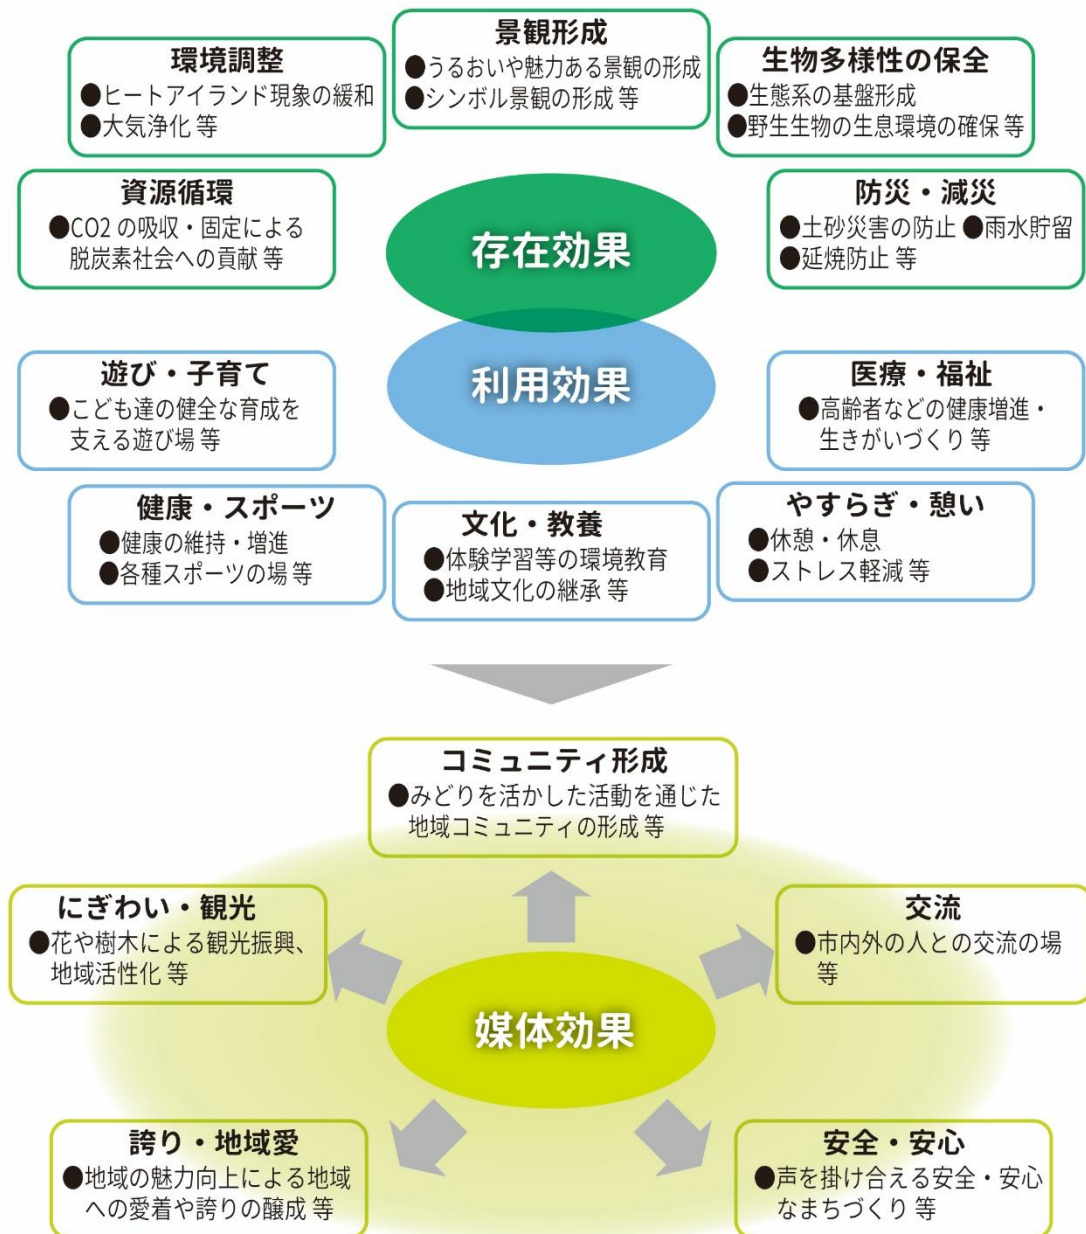 景観形成
●うるおいや魅力ある景観の形成
●シンボル景観の形成 等
環境調整
●ヒートアイランド現象の緩和
●大気浄化 等
生物多様性の保全
●生態系の基盤形成
●野生生物の生息環境の確保 等
資源循環
●CO2 の吸収・固定による
脱炭素社会への貢献 等
存在効果
防災・減災
●土砂災害の防止 ●雨水貯留
●延焼防止 等
遊び・子育て
●こども達の健全な育成を
支える遊び場 等
利用効果
医療・福祉
●高齢者などの健康増進・
生きがいづくり 等
健康・スポーツ
●健康の維持・増進
●各種スポーツの場 等
文化・教養
●体験学習等の環境教育
●地域文化の継承 等
やすらぎ・憩い
●休憩・休息
●ストレス軽減 等
コミュニティ形成
●みどりを活かした活動を通じた
地域コミュニティの形成 等
にぎわい・観光
●花や樹木による観光振興、
地域活性化 等
交流
●市内外の人との交流の場
等
媒体効果
誇り・地域愛
●地域の魅力向上による地域
への愛着や誇りの醸成 等
安全・安心
●声を掛け合える安全・安心
なまちづくり 等